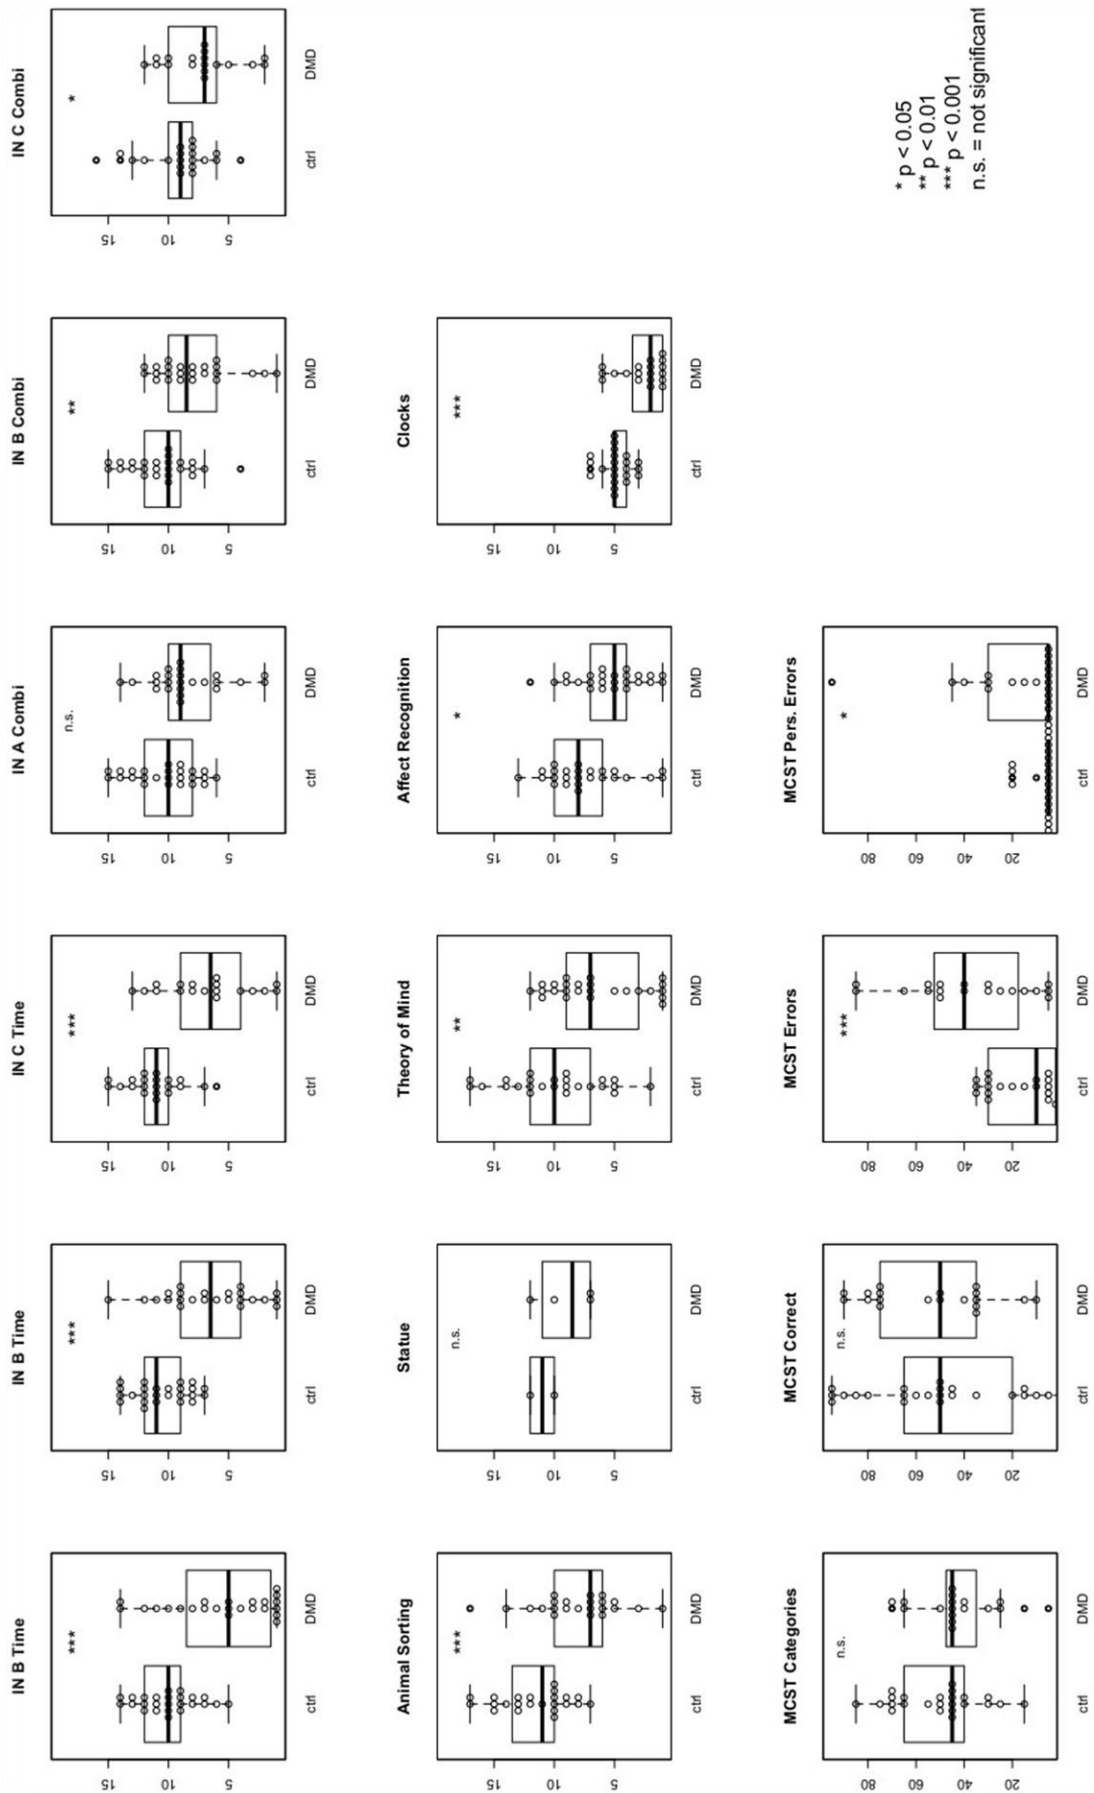 IN B Time
***
15
10
5
ctrl DMD
IN B Time
***
15
10
5
ctrl DMD
IN C Time
***
15
10
5
ctrl DMD
IN A Combi
n.s.
15
10
5
ctrl DMD
IN B Combi
**
15
10
5
ctrl DMD
IN C Combi
*
15
10
5
ctrl DMD
Animal Sorting
***
15
10
5
ctrl DMD
Statue
n.s.
15
10
5
ctrl DMD
Theory of Mind
**
15
10
5
ctrl DMD
Affect Recognition
*
15
10
5
ctrl DMD
Clocks
***
15
10
5
ctrl DMD
MCST Categories
n.s.
80
60
40
20
ctrl DMD
MCST Correct
n.s.
80
60
40
20
ctrl DMD
MCST Errors
***
80
60
40
20
ctrl DMD
MCST Pers. Errors
*
80
60
40
20
ctrl DMD
* p < 0.05
** p < 0.01
*** p < 0.001
n.s. = not significant